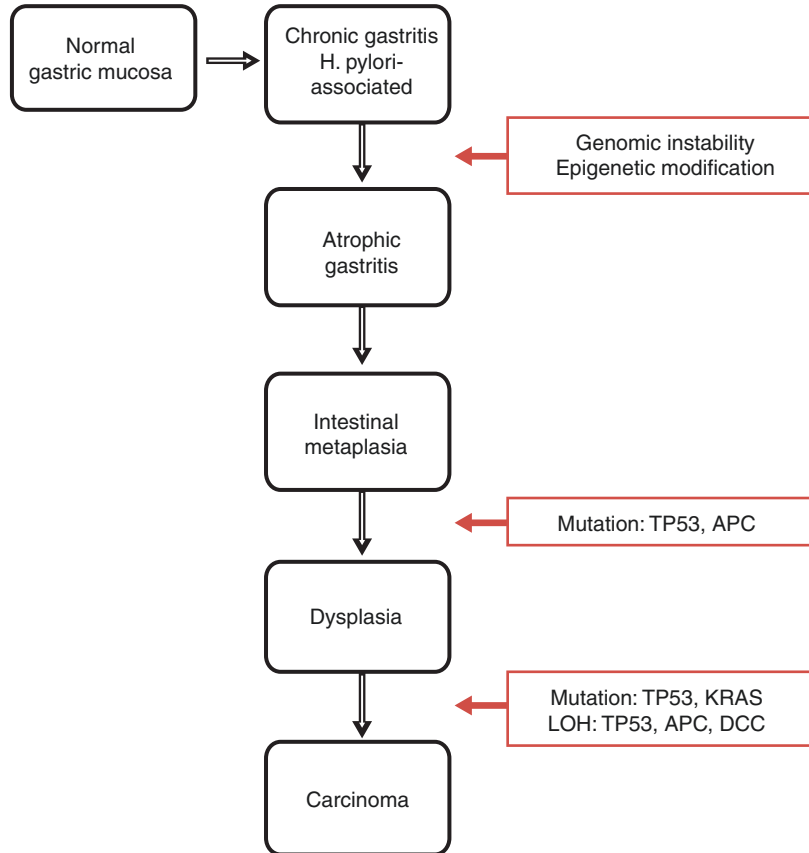 Normal
gastric mucosa
Chronic gastritis
H. pylori-
associated
Genomic instability
Epigenetic modification
Atrophic
gastritis
Intestinal
metaplasia
Mutation: TP53, APC
Dysplasia
Mutation: TP53, KRAS
LOH: TP53, APC, DCC
Carcinoma